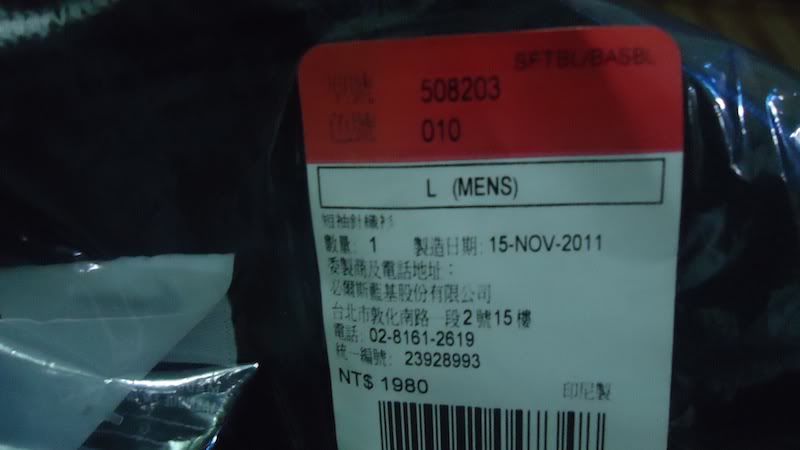 SFTBL/BASBL
型號 508203
色號 010
L (MENS)
短袖針織衫
數量: 1 製造日期: 15-NOV-2011
委製商及電話地址:
必爾斯藍基股份有限公司
台北市敦化南路一段2號15樓
電話: 02-8161-2619
統一編號: 23928993
NT$ 1980 印尼製